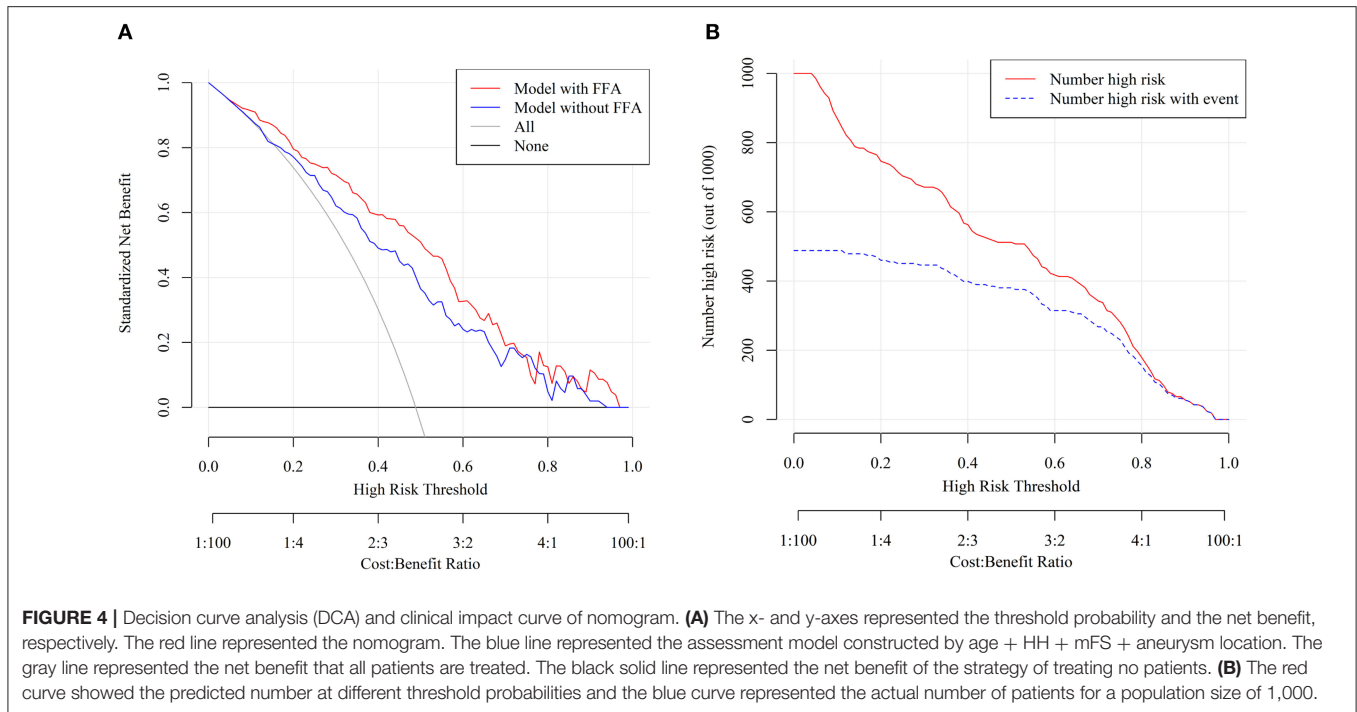 A
Standardized Net Benefit
1.0
0.8
0.6
0.4
0.2
0.0
Model with FFA
Model without FFA
All
None
0.0 0.2 0.4 0.6 0.8 1.0
High Risk Threshold
1:100 1:4 2:3 3:2 4:1 100:1
Cost:Benefit Ratio
B
Number high risk (out of 1000)
1000
800
600
400
200
0
Number high risk
Number high risk with event
0.0 0.2 0.4 0.6 0.8 1.0
High Risk Threshold
1:100 1:4 2:3 3:2 4:1 100:1
Cost:Benefit Ratio
FIGURE 4 | Decision curve analysis (DCA) and clinical impact curve of nomogram. (A) The x- and y-axes represented the threshold probability and the net benefit,
respectively. The red line represented the nomogram. The blue line represented the assessment model constructed by age + HH + mFS + aneurysm location. The
gray line represented the net benefit that all patients are treated. The black solid line represented the net benefit of the strategy of treating no patients. (B) The red
curve showed the predicted number at different threshold probabilities and the blue curve represented the actual number of patients for a population size of 1,000.